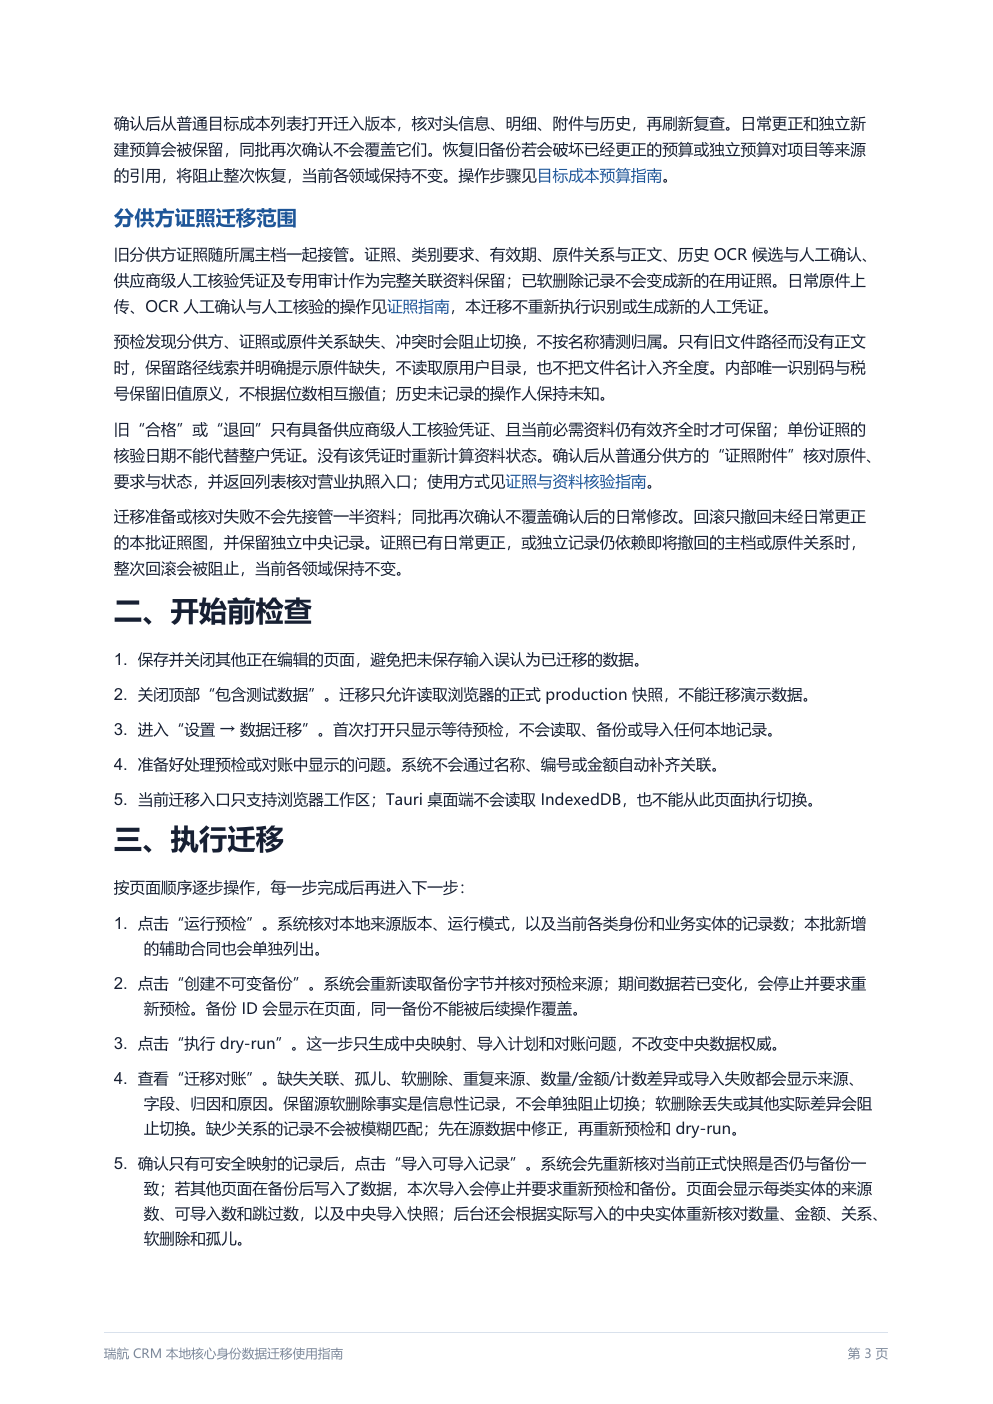 确认后从普通目标成本列表打开迁入版本，核对头信息、明细、附件与历史，再刷新复查。日常更正和独立新
建预算会被保留，同批再次确认不会覆盖它们。恢复旧备份若会破坏已经更正的预算或独立预算对项目等来源
的引用，将阻止整次恢复，当前各领域保持不变。操作步骤见目标成本预算指南。
分供方证照迁移范围
旧分供方证照随所属主档一起接管。证照、类别要求、有效期、原件关系与正文、历史 OCR 候选与人工确认、
供应商级人工核验凭证及专用审计作为完整关联资料保留；已软删除记录不会变成新的在用证照。日常原件上
传、OCR 人工确认与人工核验的操作见证照指南，本迁移不重新执行识别或生成新的人工凭证。
预检发现分供方、证照或原件关系缺失、冲突时会阻止切换，不按名称猜测归属。只有旧文件路径而没有正文
时，保留路径线索并明确提示原件缺失，不读取原用户目录，也不把文件名计入齐全度。内部唯一识别码与税
号保留旧值原义，不根据位数相互搬值；历史未记录的操作人保持未知。
旧“合格”或“退回”只有具备供应商级人工核验凭证、且当前必需资料仍有效齐全时才可保留；单份证照的
核验日期不能代替整户凭证。没有该凭证时重新计算资料状态。确认后从普通分供方的“证照附件”核对原件、
要求与状态，并返回列表核对营业执照入口；使用方式见证照与资料核验指南。
迁移准备或核对失败不会先接管一半资料；同批再次确认不覆盖确认后的日常修改。回滚只撤回未经日常更正
的本批证照图，并保留独立中央记录。证照已有日常更正，或独立记录仍依赖即将撤回的主档或原件关系时，
整次回滚会被阻止，当前各领域保持不变。
二、开始前检查
1. 保存并关闭其他正在编辑的页面，避免把未保存输入误认为已迁移的数据。
2. 关闭顶部“包含测试数据”。迁移只允许读取浏览器的正式 production 快照，不能迁移演示数据。
3. 进入“设置 → 数据迁移”。首次打开只显示等待预检，不会读取、备份或导入任何本地记录。
4. 准备好处理预检或对账中显示的问题。系统不会通过名称、编号或金额自动补齐关联。
5. 当前迁移入口只支持浏览器工作区；Tauri 桌面端不会读取 IndexedDB，也不能从此页面执行切换。
三、执行迁移
按页面顺序逐步操作，每一步完成后再进入下一步：
1. 点击“运行预检”。系统核对本地来源版本、运行模式，以及当前各类身份和业务实体的记录数；本批新增
的辅助合同也会单独列出。
2. 点击“创建不可变备份”。系统会重新读取备份字节并核对预检来源；期间数据若已变化，会停止并要求重
新预检。备份 ID 会显示在页面，同一备份不能被后续操作覆盖。
3. 点击“执行 dry-run”。这一步只生成中央映射、导入计划和对账问题，不改变中央数据权威。
4. 查看“迁移对账”。缺失关联、孤儿、软删除、重复来源、数量/金额/计数差异或导入失败都会显示来源、
字段、归因和原因。保留源软删除事实是信息性记录，不会单独阻止切换；软删除丢失或其他实际差异会阻
止切换。缺少关系的记录不会被模糊匹配；先在源数据中修正，再重新预检和 dry-run。
5. 确认只有可安全映射的记录后，点击“导入可导入记录”。系统会先重新核对当前正式快照是否仍与备份一
致；若其他页面在备份后写入了数据，本次导入会停止并要求重新预检和备份。页面会显示每类实体的来源
数、可导入数和跳过数，以及中央导入快照；后台还会根据实际写入的中央实体重新核对数量、金额、关系、
软删除和孤儿。
瑞航 CRM 本地核心身份数据迁移使用指南
第 3 页